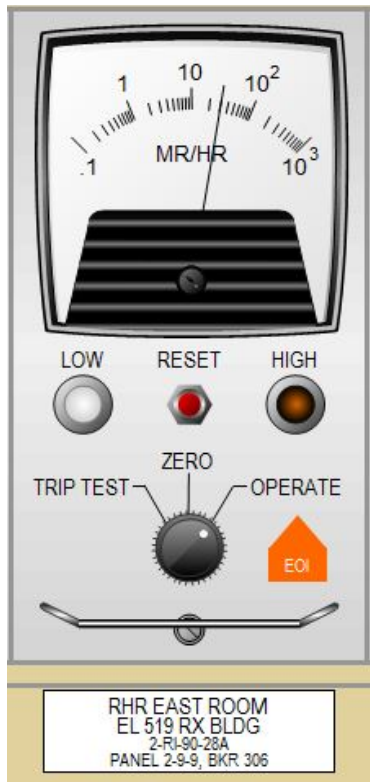 .1 1 10 10² 10³
MR/HR
LOW RESET HIGH
ZERO
TRIP TEST OPERATE
EOI
RHR EAST ROOM
EL 519 RX BLDG
2-RI-90-28A
PANEL 2-9-9, BKR 306